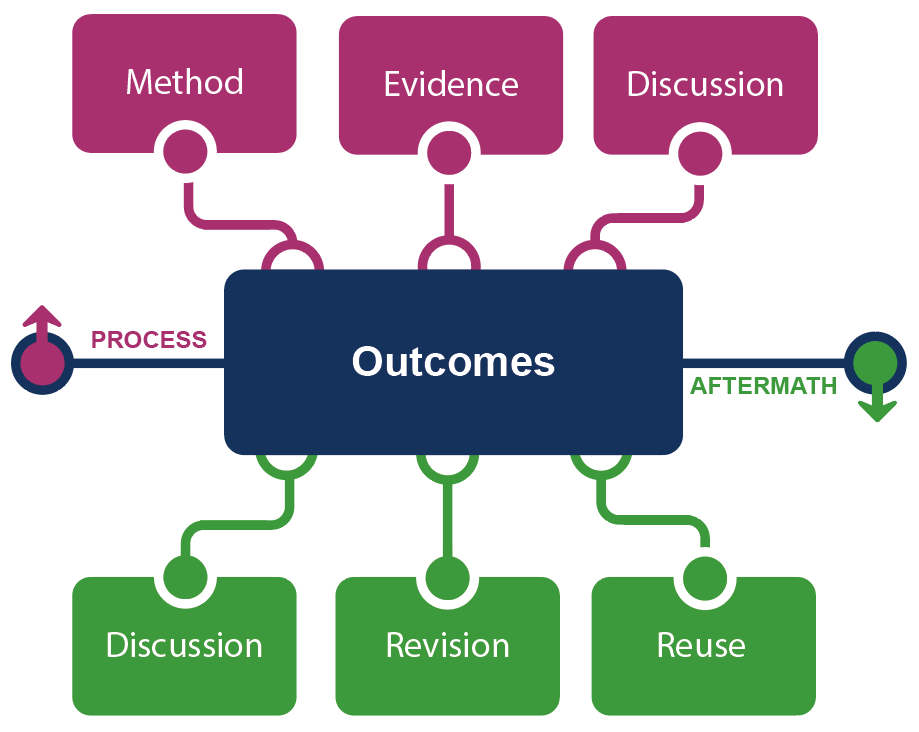 Method
Evidence
Discussion
PROCESS
Outcomes
AFTERMATH
Discussion
Revision
Reuse